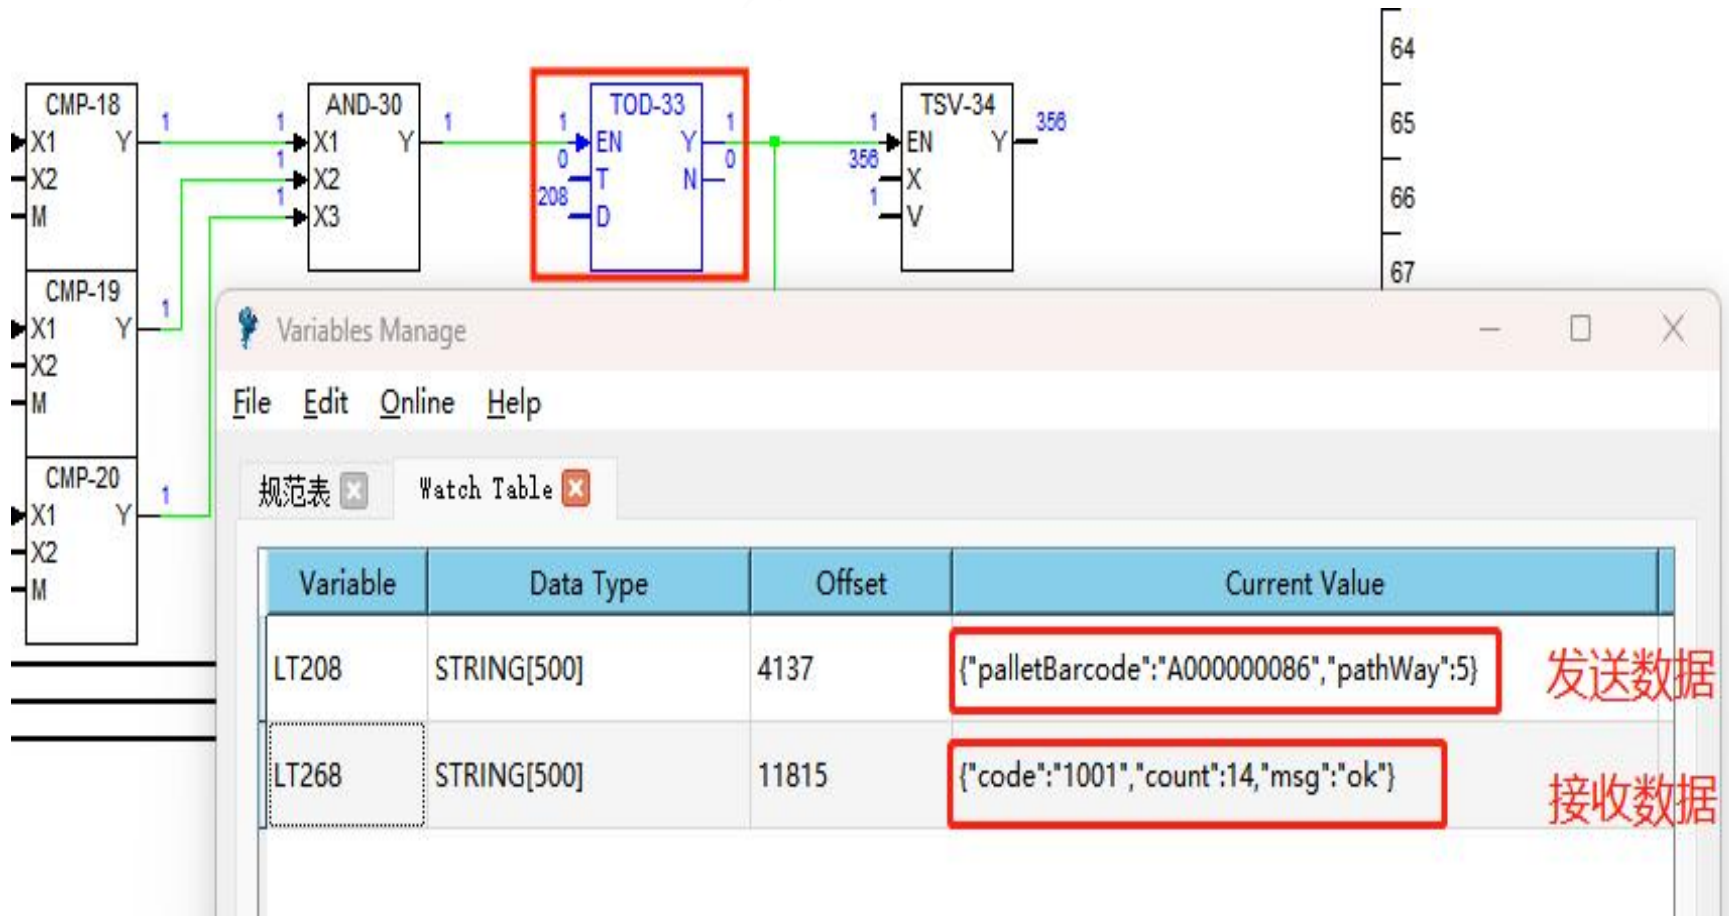 64
CMP-18 AND-30 TOD-33 TSV-34
1 1 1 1 1 1 356 65
X1 Y X1 Y EN Y EN Y
1 0 0 356
X2 X2 T N X
1 208 1 66
M X3 D V
67
CMP-19
1
X1 Y
X2
M
CMP-20
1
X1 Y
X2
M
Variables Manage
File Edit Online Help
规范表 Watch Table
Variable Data Type Offset Current Value
LT208 STRING[500] 4137 {"palletBarcode":"A000000086","pathWay":5} 发送数据
LT268 STRING[500] 11815 {"code":"1001","count":14,"msg":"ok"} 接收数据